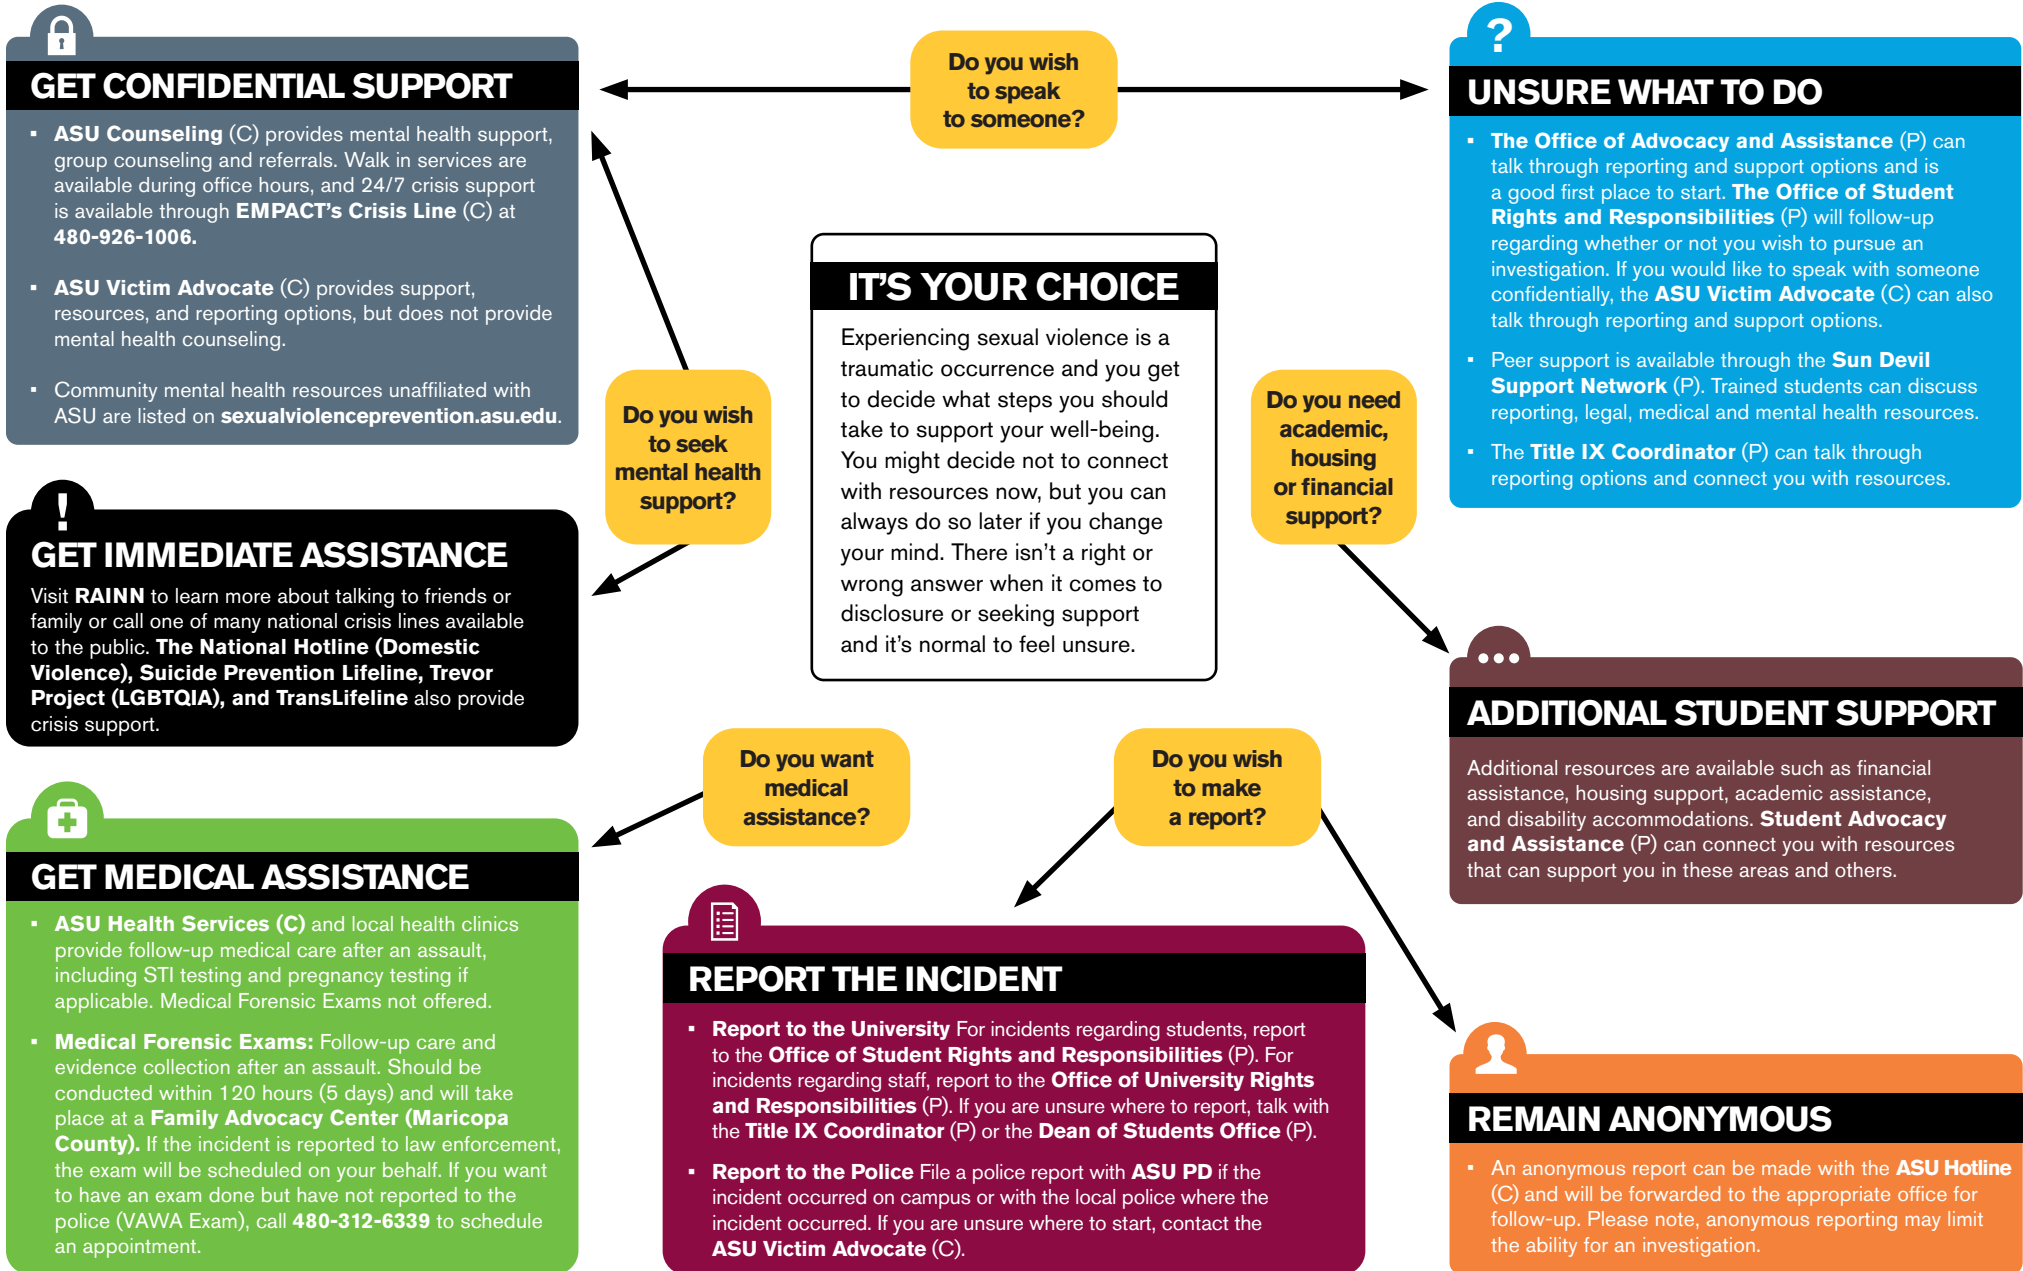 GET CONFIDENTIAL SUPPORT
▪ ASU Counseling (C) provides mental health support,
group counseling and referrals. Walk in services are
available during office hours, and 24/7 crisis support
is available through EMPACT’s Crisis Line (C) at
480-926-1006.
▪ ASU Victim Advocate (C) provides support,
resources, and reporting options, but does not provide
mental health counseling.
▪ Community mental health resources unaffiliated with
ASU are listed on sexualviolenceprevention.asu.edu.
Do you wish
to speak
to someone?
?
UNSURE WHAT TO DO
▪ The Office of Advocacy and Assistance (P) can
talk through reporting and support options and is
a good first place to start. The Office of Student
Rights and Responsibilities (P) will follow-up
regarding whether or not you wish to pursue an
investigation. If you would like to speak with someone
confidentially, the ASU Victim Advocate (C) can also
talk through reporting and support options.
▪ Peer support is available through the Sun Devil
Support Network (P). Trained students can discuss
reporting, legal, medical and mental health resources.
▪ The Title IX Coordinator (P) can talk through
reporting options and connect you with resources.
IT’S YOUR CHOICE
Experiencing sexual violence is a
traumatic occurrence and you get
to decide what steps you should
take to support your well-being.
You might decide not to connect
with resources now, but you can
always do so later if you change
your mind. There isn’t a right or
wrong answer when it comes to
disclosure or seeking support
and it’s normal to feel unsure.
Do you wish
to seek
mental health
support?
Do you need
academic,
housing
or financial
support?
!
GET IMMEDIATE ASSISTANCE
Visit RAINN to learn more about talking to friends or
family or call one of many national crisis lines available
to the public. The National Hotline (Domestic
Violence), Suicide Prevention Lifeline, Trevor
Project (LGBTQIA), and TransLifeline also provide
crisis support.
ADDITIONAL STUDENT SUPPORT
Additional resources are available such as financial
assistance, housing support, academic assistance,
and disability accommodations. Student Advocacy
and Assistance (P) can connect you with resources
that can support you in these areas and others.
Do you want
medical
assistance?
Do you wish
to make
a report?
GET MEDICAL ASSISTANCE
▪ ASU Health Services (C) and local health clinics
provide follow-up medical care after an assault,
including STI testing and pregnancy testing if
applicable. Medical Forensic Exams not offered.
▪ Medical Forensic Exams: Follow-up care and
evidence collection after an assault. Should be
conducted within 120 hours (5 days) and will take
place at a Family Advocacy Center (Maricopa
County). If the incident is reported to law enforcement,
the exam will be scheduled on your behalf. If you want
to have an exam done but have not reported to the
police (VAWA Exam), call 480-312-6339 to schedule
an appointment.
REPORT THE INCIDENT
▪ Report to the University For incidents regarding students, report
to the Office of Student Rights and Responsibilities (P). For
incidents regarding staff, report to the Office of University Rights
and Responsibilities (P). If you are unsure where to report, talk with
the Title IX Coordinator (P) or the Dean of Students Office (P).
▪ Report to the Police File a police report with ASU PD if the
incident occurred on campus or with the local police where the
incident occurred. If you are unsure where to start, contact the
ASU Victim Advocate (C).
REMAIN ANONYMOUS
▪ An anonymous report can be made with the ASU Hotline
(C) and will be forwarded to the appropriate office for
follow-up. Please note, anonymous reporting may limit
the ability for an investigation.